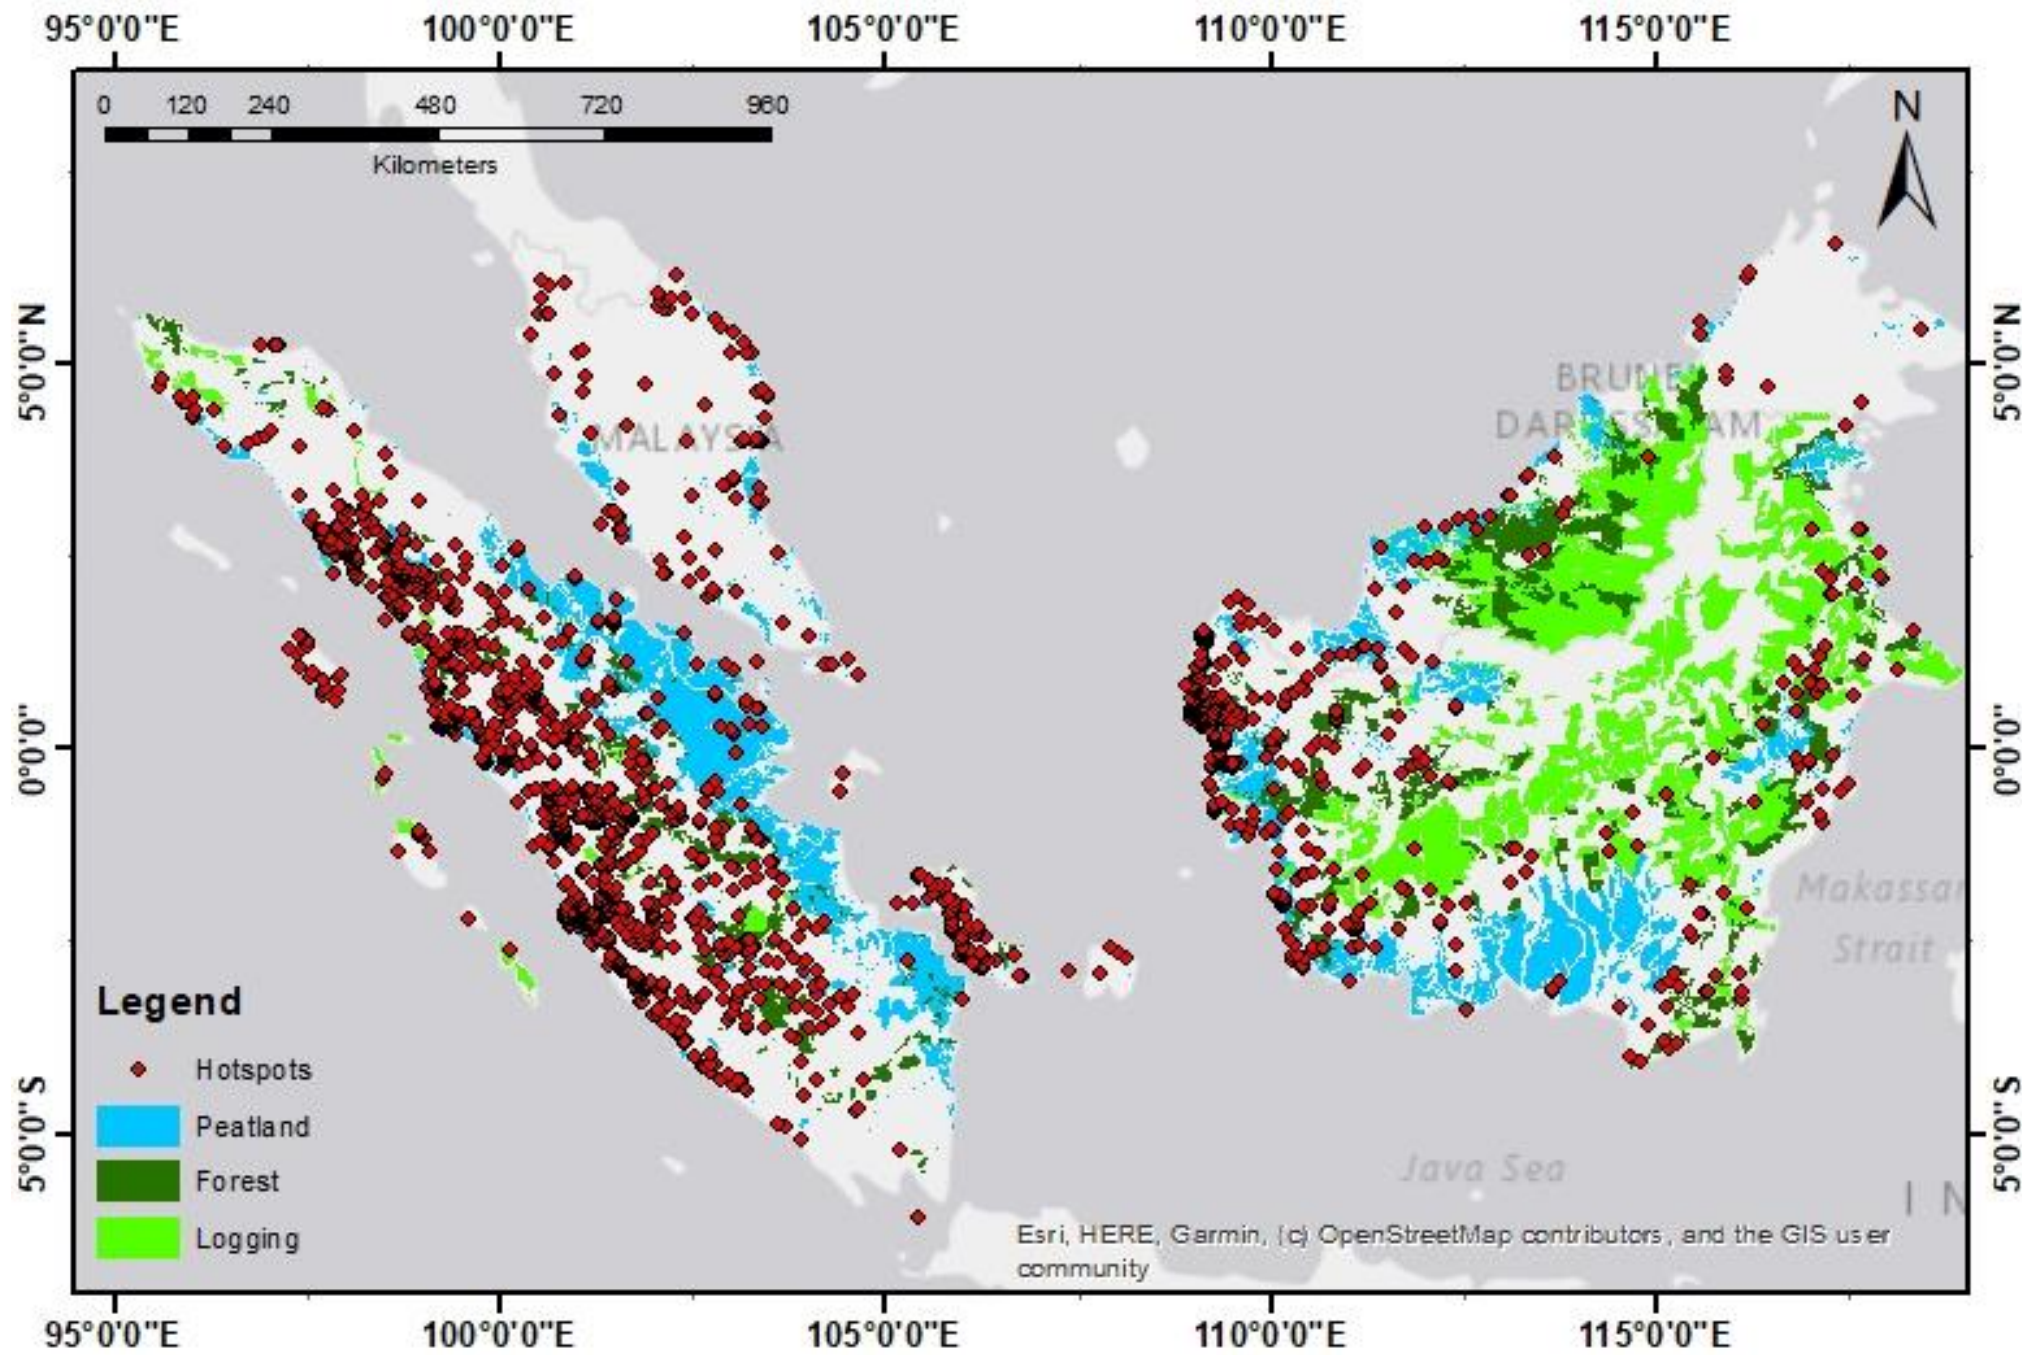 95°0'0"E 100°0'0"E 105°0'0"E 110°0'0"E 115°0'0"E
0 120 240 480 720 960
Kilometers
N
5°0'0"N 5°0'0"N
BRUNEI
DARUSSALAM
MALAYSIA
0°0'0" 0°0'0"
Makassar
Strait
Legend
Hotspots
Peatland
Forest
Logging
5°0'0"S 5°0'0"S
Java Sea
I N
Esri, HERE, Garmin, (c) OpenStreetMap contributors, and the GIS user
community
95°0'0"E 100°0'0"E 105°0'0"E 110°0'0"E 115°0'0"E